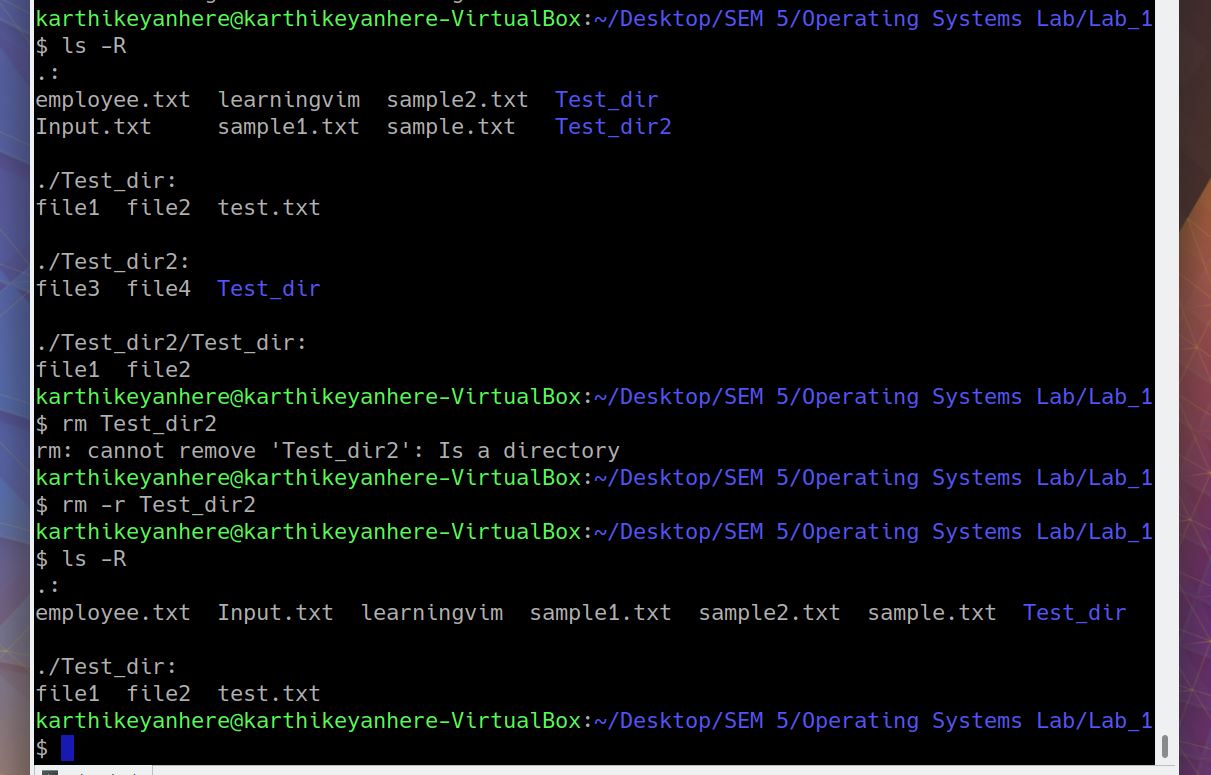 karthikeyanhere@karthikeyanhere-VirtualBox:~/Desktop/SEM 5/Operating Systems Lab/Lab_1
$ ls -R
.:
employee.txt  learningvim  sample2.txt  Test_dir
Input.txt     sample1.txt  sample.txt   Test_dir2

./Test_dir:
file1  file2  test.txt

./Test_dir2:
file3  file4  Test_dir

./Test_dir2/Test_dir:
file1  file2
karthikeyanhere@karthikeyanhere-VirtualBox:~/Desktop/SEM 5/Operating Systems Lab/Lab_1
$ rm Test_dir2
rm: cannot remove 'Test_dir2': Is a directory
karthikeyanhere@karthikeyanhere-VirtualBox:~/Desktop/SEM 5/Operating Systems Lab/Lab_1
$ rm -r Test_dir2
karthikeyanhere@karthikeyanhere-VirtualBox:~/Desktop/SEM 5/Operating Systems Lab/Lab_1
$ ls -R
.:
employee.txt  Input.txt  learningvim  sample1.txt  sample2.txt  sample.txt  Test_dir

./Test_dir:
file1  file2  test.txt
karthikeyanhere@karthikeyanhere-VirtualBox:~/Desktop/SEM 5/Operating Systems Lab/Lab_1
$